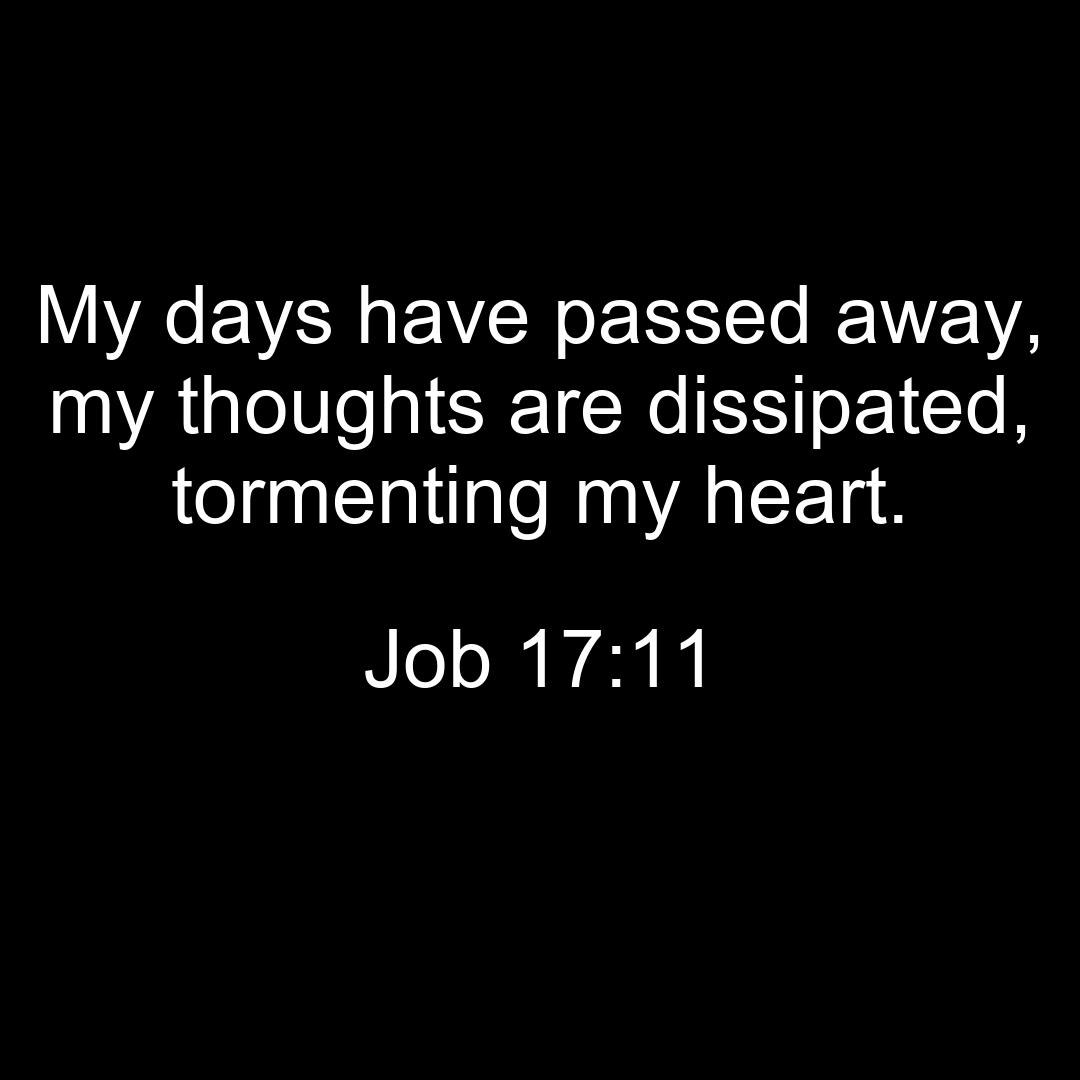 My days have passed away,
my thoughts are dissipated,
tormenting my heart.
Job 17:11